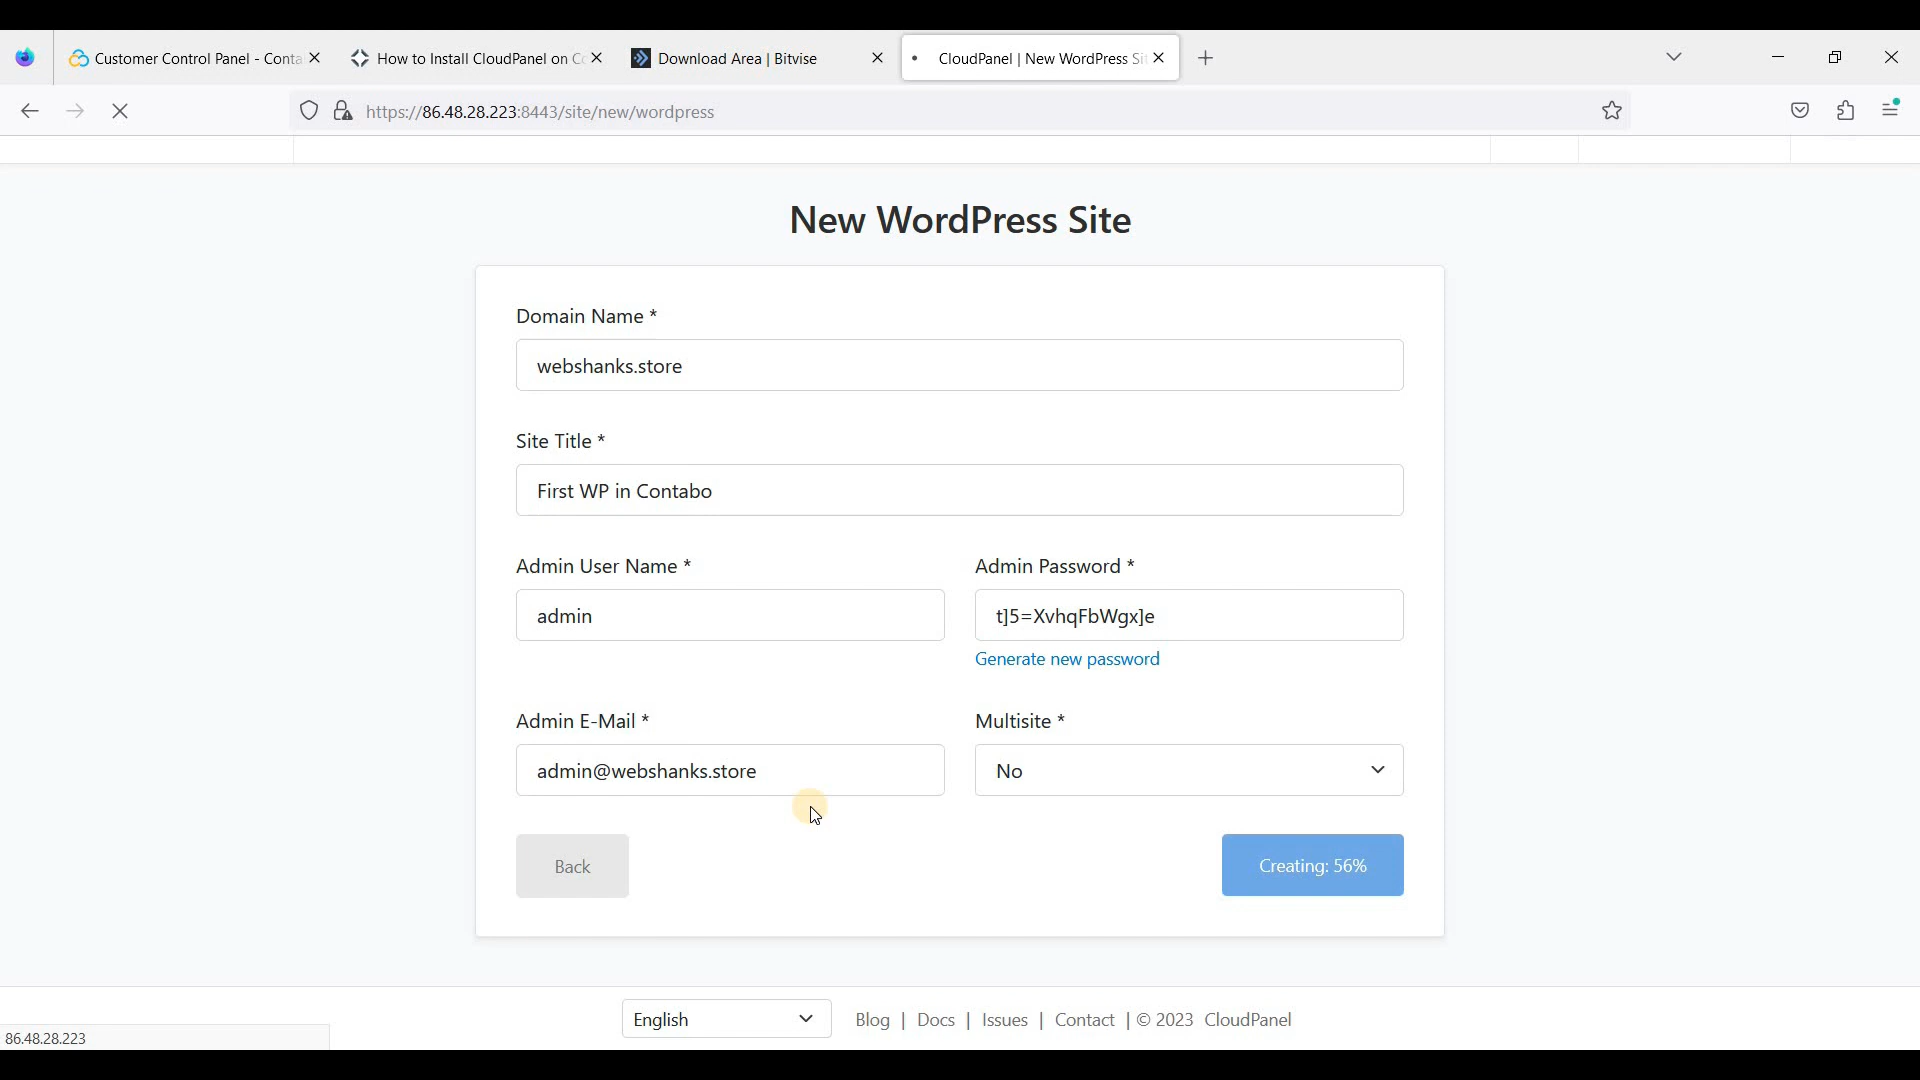 Customer Control Panel - Conta
How to Install CloudPanel on C
Download Area | Bitvise
CloudPanel | New WordPress Si
https://86.48.28.223:8443/site/new/wordpress
New WordPress Site
Domain Name *
webshanks.store
Site Title *
First WP in Contabo
Admin User Name *
Admin Password *
admin
t]5=XvhqFbWgx]e
Generate new password
Admin E-Mail *
Multisite *
admin@webshanks.store
No
Back
Creating: 56%
English
Blog | Docs | Issues | Contact | © 2023 CloudPanel
86.48.28.223